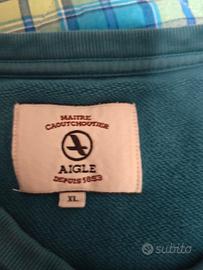 MAITRE
CAOUTCHOUTIER
AIGLE
DEPUIS 1853
XL
subito